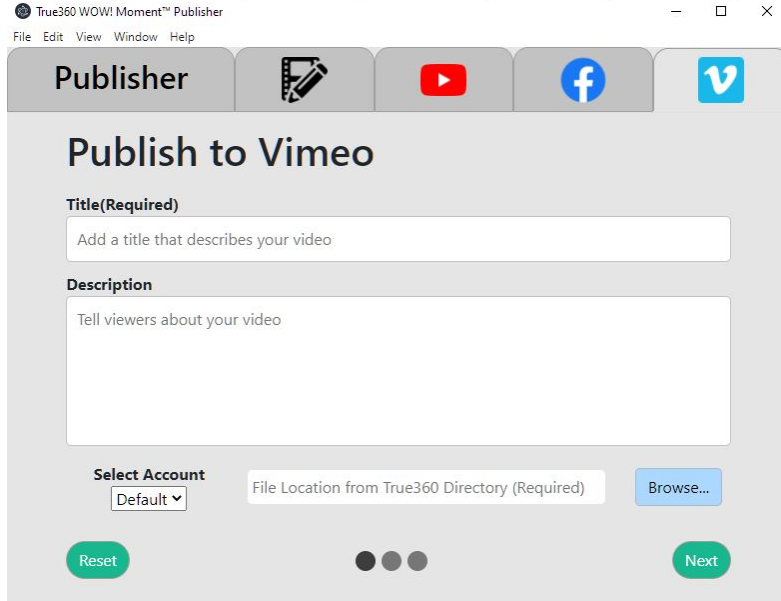 True360 WOW! Moment™ Publisher
File Edit View Window Help
Publisher
Publish to Vimeo
Title(Required)
Add a title that describes your video
Description
Tell viewers about your video
Select Account
Default
File Location from True360 Directory (Required)
Browse...
Reset
Next